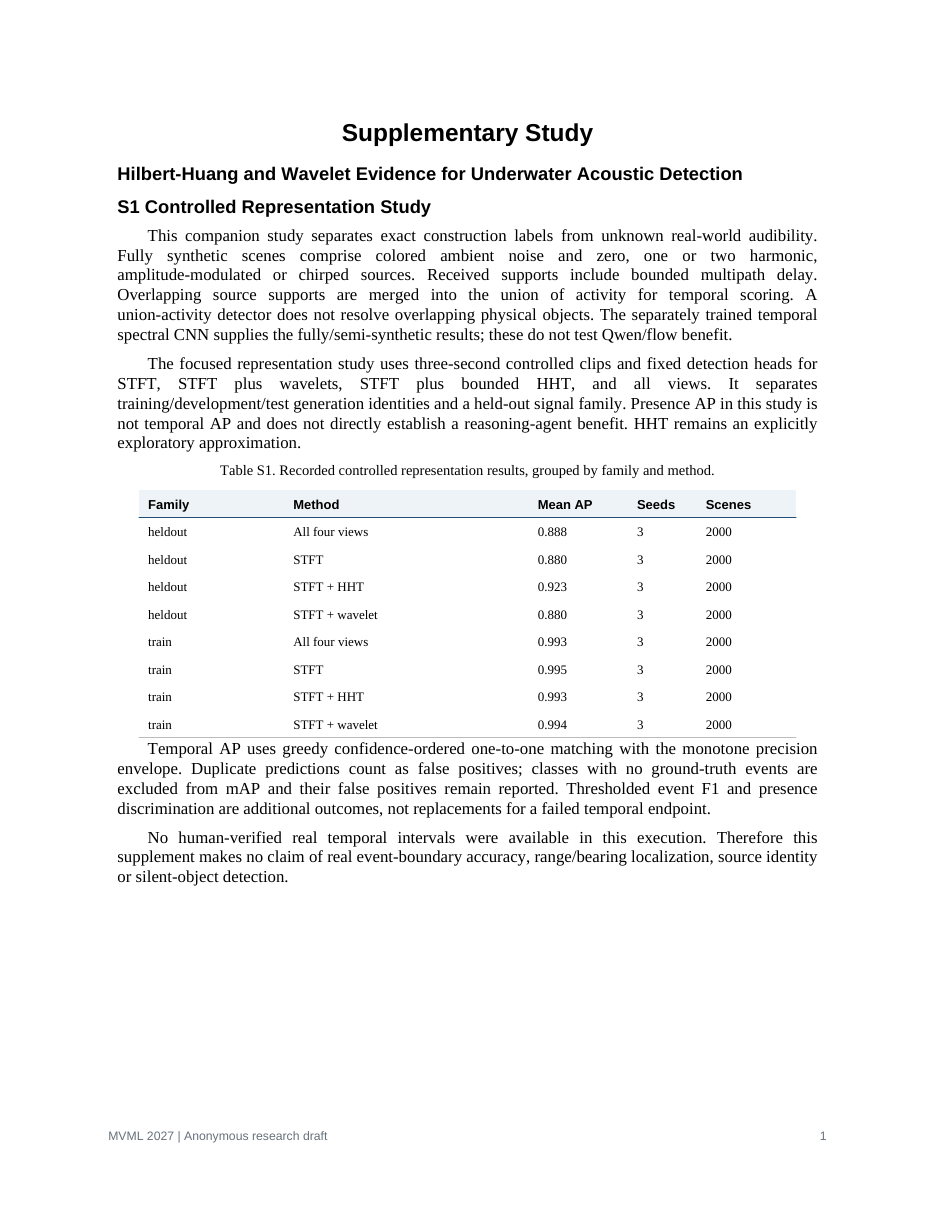 Supplementary Study
Hilbert-Huang and Wavelet Evidence for Underwater Acoustic Detection
S1 Controlled Representation Study
This companion study separates exact construction labels from unknown real-world audibility.
Fully synthetic scenes comprise colored ambient noise and zero, one or two harmonic,
amplitude-modulated or chirped sources. Received supports include bounded multipath delay.
Overlapping source supports are merged into the union of activity for temporal scoring. A
union-activity detector does not resolve overlapping physical objects. The separately trained temporal
spectral CNN supplies the fully/semi-synthetic results; these do not test Qwen/flow benefit.
The focused representation study uses three-second controlled clips and fixed detection heads for
STFT, STFT plus wavelets, STFT plus bounded HHT, and all views. It separates
training/development/test generation identities and a held-out signal family. Presence AP in this study is
not temporal AP and does not directly establish a reasoning-agent benefit. HHT remains an explicitly
exploratory approximation.
Table S1. Recorded controlled representation results, grouped by family and method.
Family Method Mean AP Seeds Scenes
heldout All four views 0.888 3 2000
heldout STFT 0.880 3 2000
heldout STFT + HHT 0.923 3 2000
heldout STFT + wavelet 0.880 3 2000
train All four views 0.993 3 2000
train STFT 0.995 3 2000
train STFT + HHT 0.993 3 2000
train STFT + wavelet 0.994 3 2000
Temporal AP uses greedy confidence-ordered one-to-one matching with the monotone precision
envelope. Duplicate predictions count as false positives; classes with no ground-truth events are
excluded from mAP and their false positives remain reported. Thresholded event F1 and presence
discrimination are additional outcomes, not replacements for a failed temporal endpoint.
No human-verified real temporal intervals were available in this execution. Therefore this
supplement makes no claim of real event-boundary accuracy, range/bearing localization, source identity
or silent-object detection.
MVML 2027 | Anonymous research draft 1